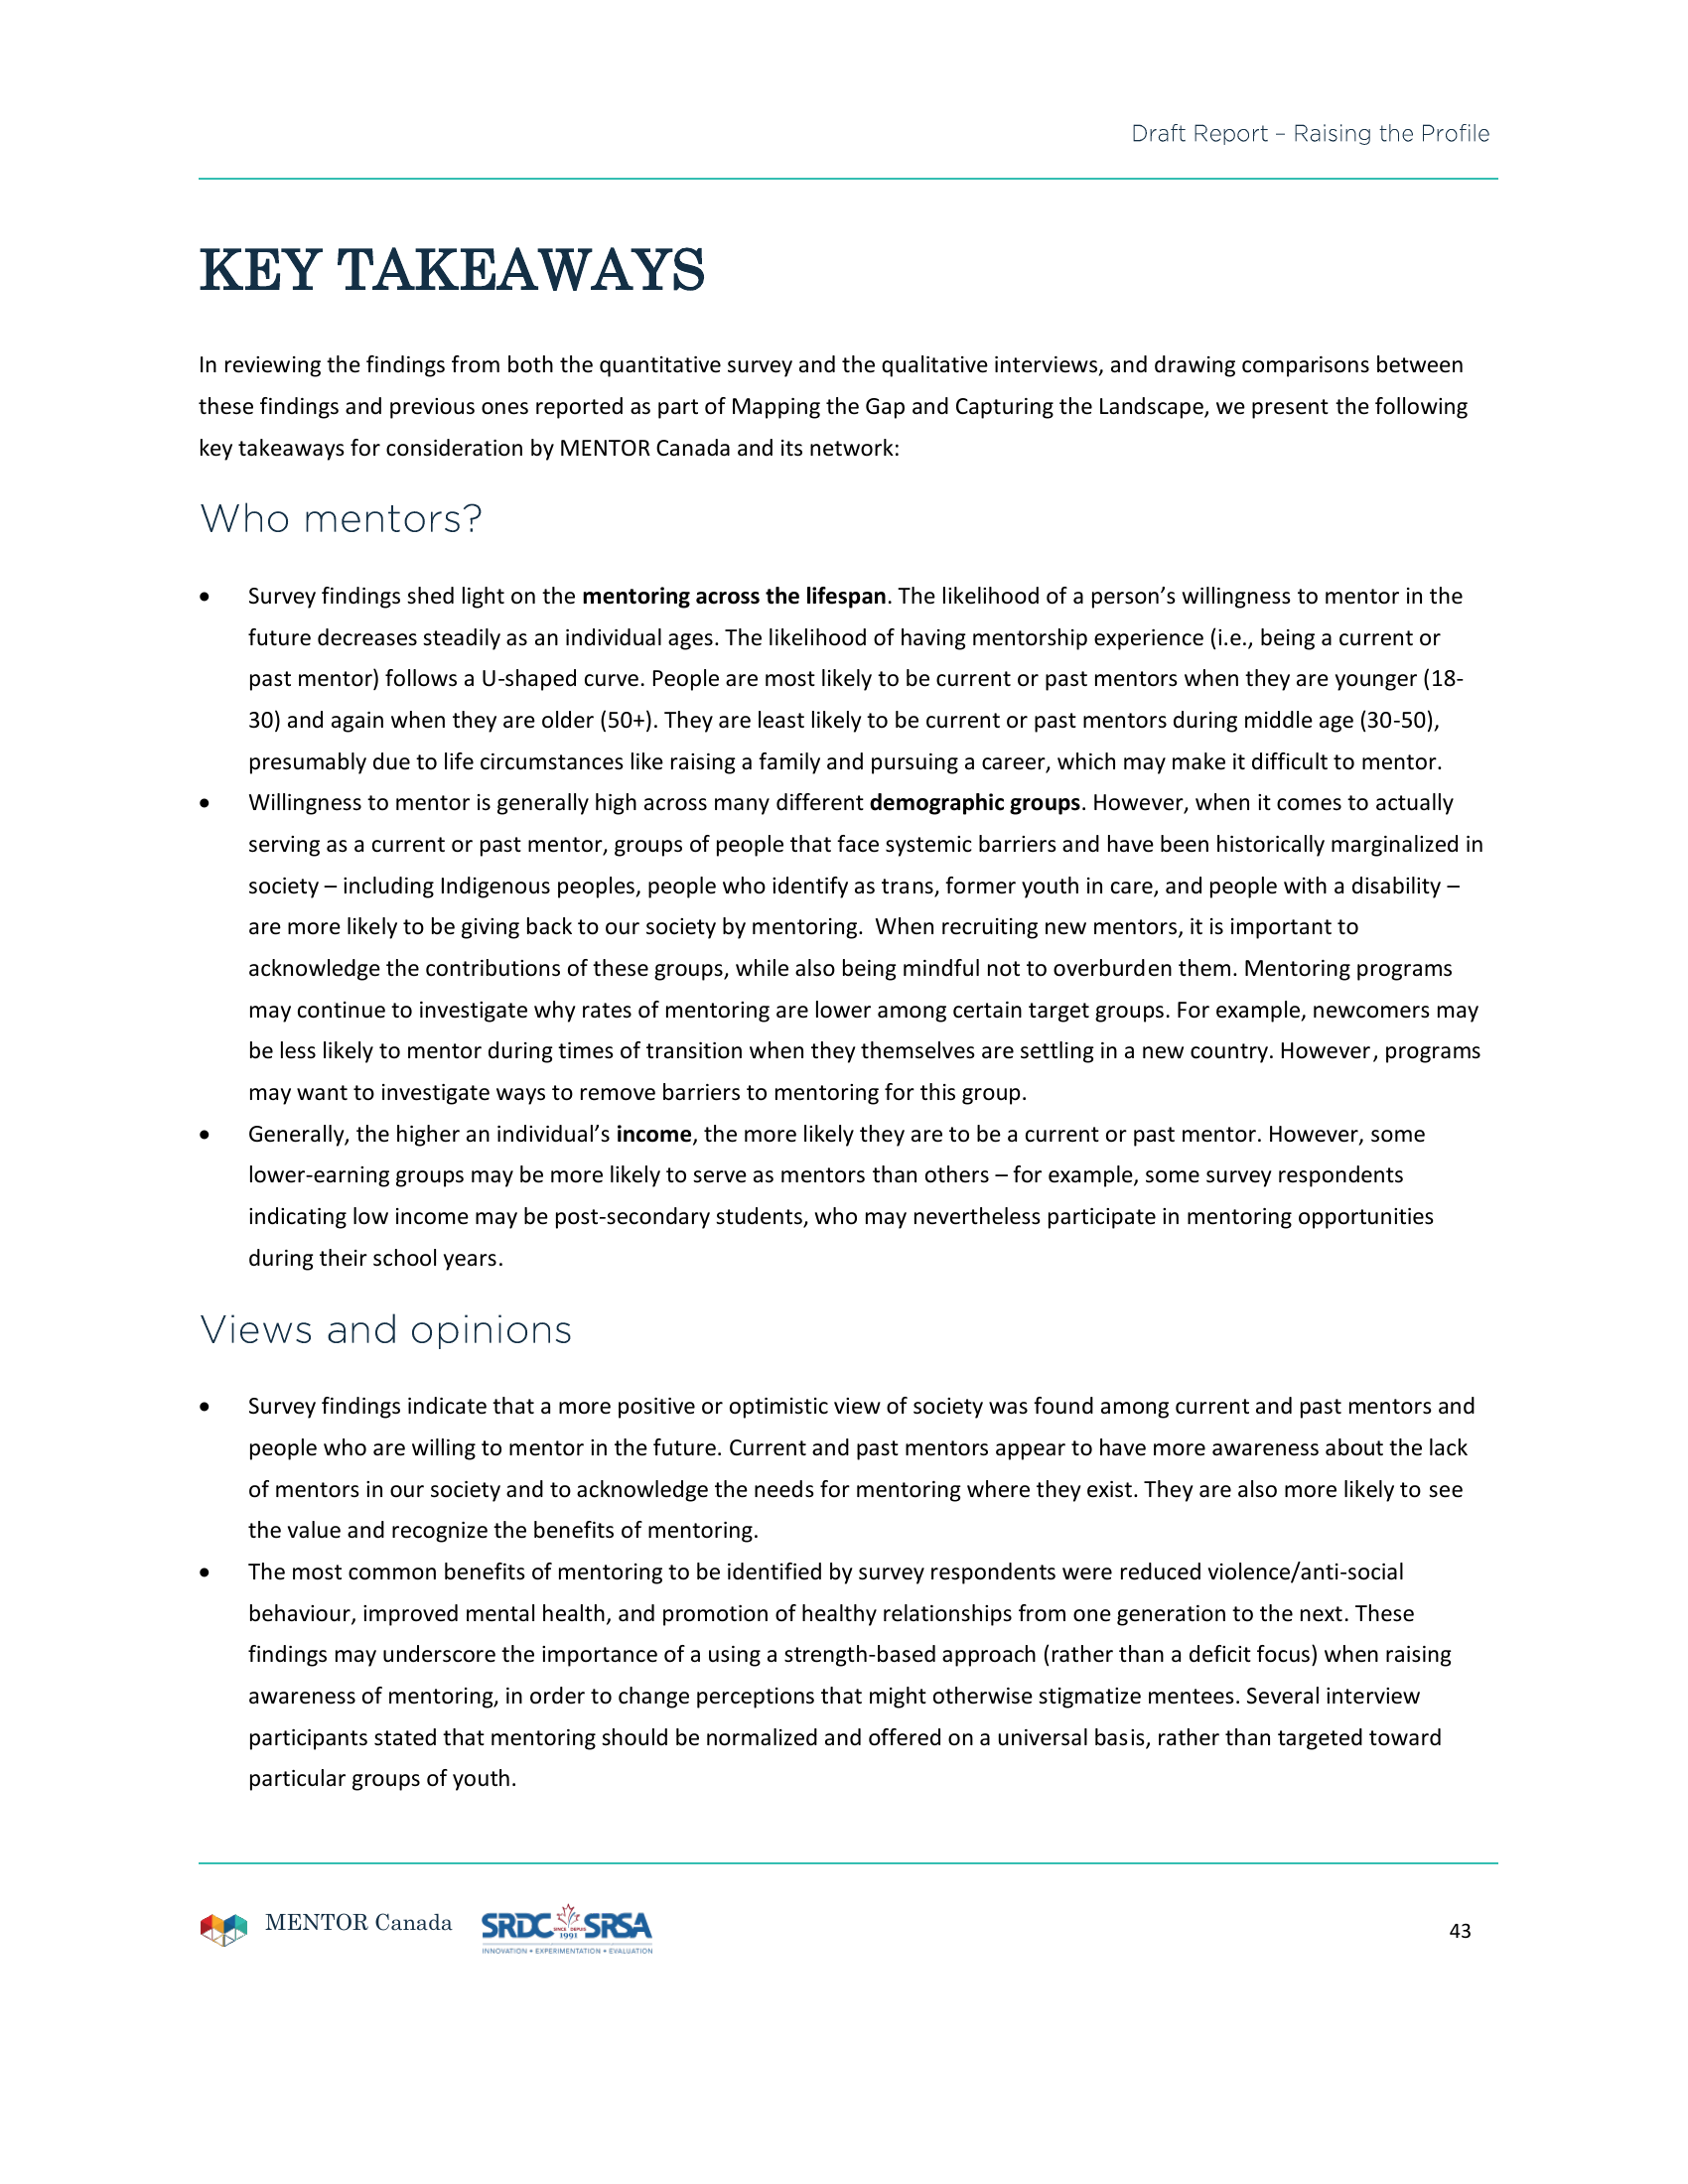 Draft Report – Raising the Profile
KEY TAKEAWAYS
In reviewing the findings from both the quantitative survey and the qualitative interviews, and drawing comparisons between
these findings and previous ones reported as part of Mapping the Gap and Capturing the Landscape, we present the following
key takeaways for consideration by MENTOR Canada and its network:
Who mentors?
• Survey findings shed light on the mentoring across the lifespan. The likelihood of a person’s willingness to mentor in the
future decreases steadily as an individual ages. The likelihood of having mentorship experience (i.e., being a current or
past mentor) follows a U-shaped curve. People are most likely to be current or past mentors when they are younger (18-
30) and again when they are older (50+). They are least likely to be current or past mentors during middle age (30-50),
presumably due to life circumstances like raising a family and pursuing a career, which may make it difficult to mentor.
• Willingness to mentor is generally high across many different demographic groups. However, when it comes to actually
serving as a current or past mentor, groups of people that face systemic barriers and have been historically marginalized in
society – including Indigenous peoples, people who identify as trans, former youth in care, and people with a disability –
are more likely to be giving back to our society by mentoring.  When recruiting new mentors, it is important to
acknowledge the contributions of these groups, while also being mindful not to overburden them. Mentoring programs
may continue to investigate why rates of mentoring are lower among certain target groups. For example, newcomers may
be less likely to mentor during times of transition when they themselves are settling in a new country. However, programs
may want to investigate ways to remove barriers to mentoring for this group.
• Generally, the higher an individual’s income, the more likely they are to be a current or past mentor. However, some
lower-earning groups may be more likely to serve as mentors than others – for example, some survey respondents
indicating low income may be post-secondary students, who may nevertheless participate in mentoring opportunities
during their school years.
Views and opinions
• Survey findings indicate that a more positive or optimistic view of society was found among current and past mentors and
people who are willing to mentor in the future. Current and past mentors appear to have more awareness about the lack
of mentors in our society and to acknowledge the needs for mentoring where they exist. They are also more likely to see
the value and recognize the benefits of mentoring.
• The most common benefits of mentoring to be identified by survey respondents were reduced violence/anti-social
behaviour, improved mental health, and promotion of healthy relationships from one generation to the next. These
findings may underscore the importance of a using a strength-based approach (rather than a deficit focus) when raising
awareness of mentoring, in order to change perceptions that might otherwise stigmatize mentees. Several interview
participants stated that mentoring should be normalized and offered on a universal basis, rather than targeted toward
particular groups of youth.
MENTOR Canada
SRDC SINCE DEPUIS 1991 SRSA
INNOVATION • EXPERIMENTATION • EVALUATION
43